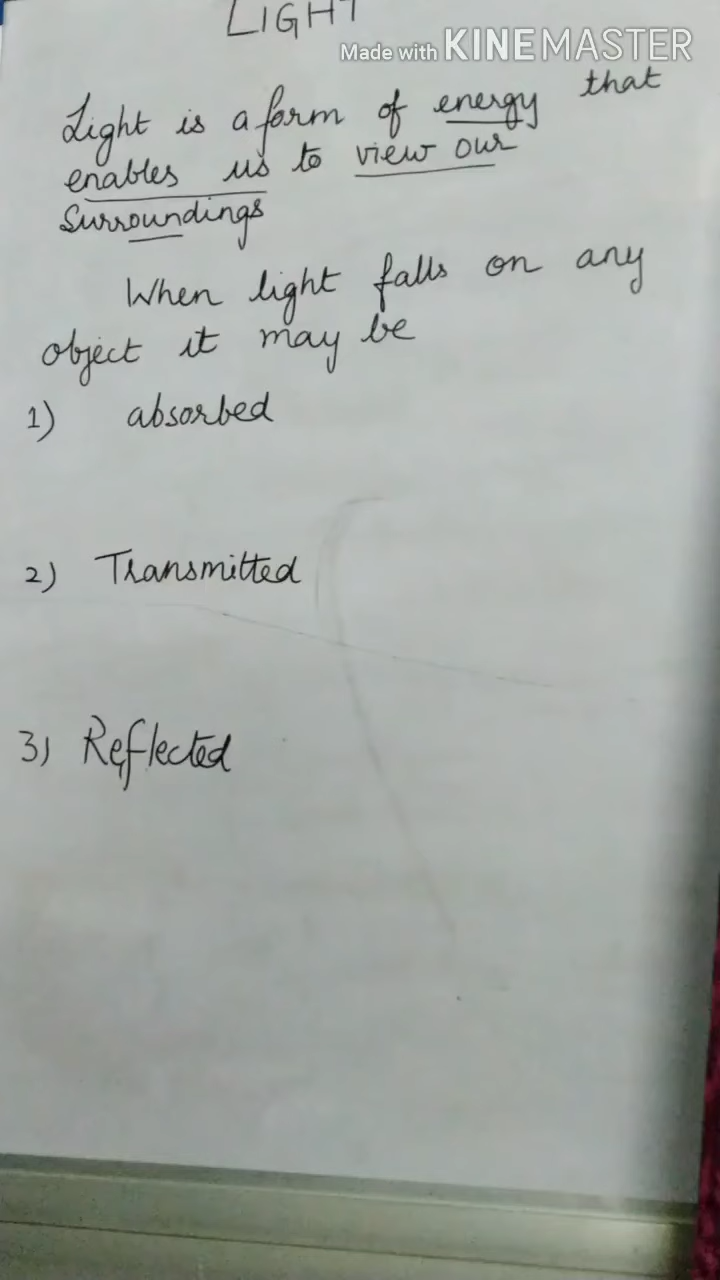 LIGHT
Made with KINEMASTER
Light is a form of energy that
enables us to view our
Surroundings
When light falls on any
object it may be
1) absorbed
2) Transmitted
3) Reflected